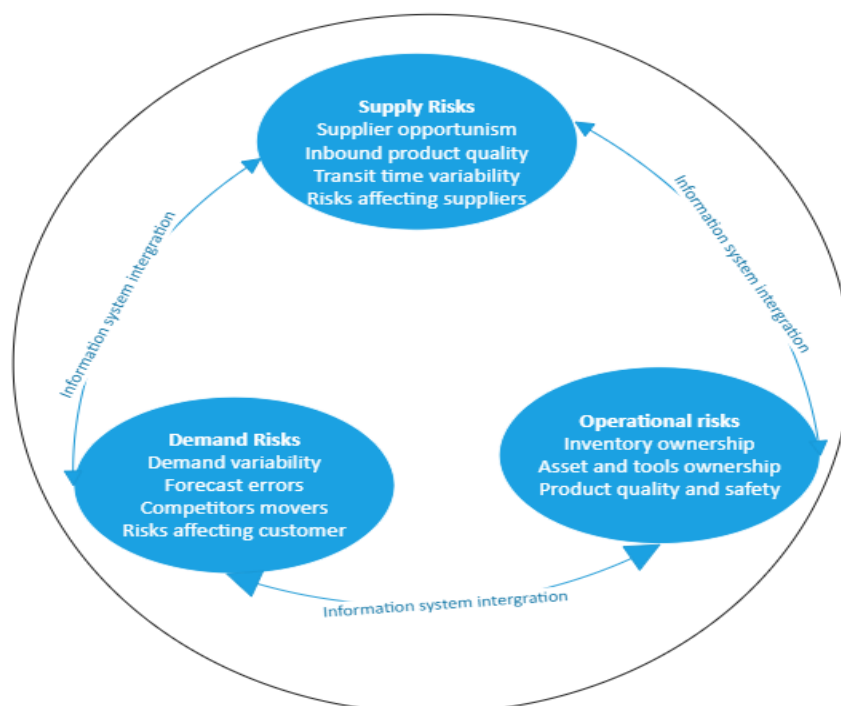 Supply Risks
Supplier opportunism
Inbound product quality
Transit time variability
Risks affecting suppliers
Information system intergration
Information system intergration
Demand Risks
Demand variability
Forecast errors
Competitors movers
Risks affecting customer
Operational risks
Inventory ownership
Asset and tools ownership
Product quality and safety
Information system intergration